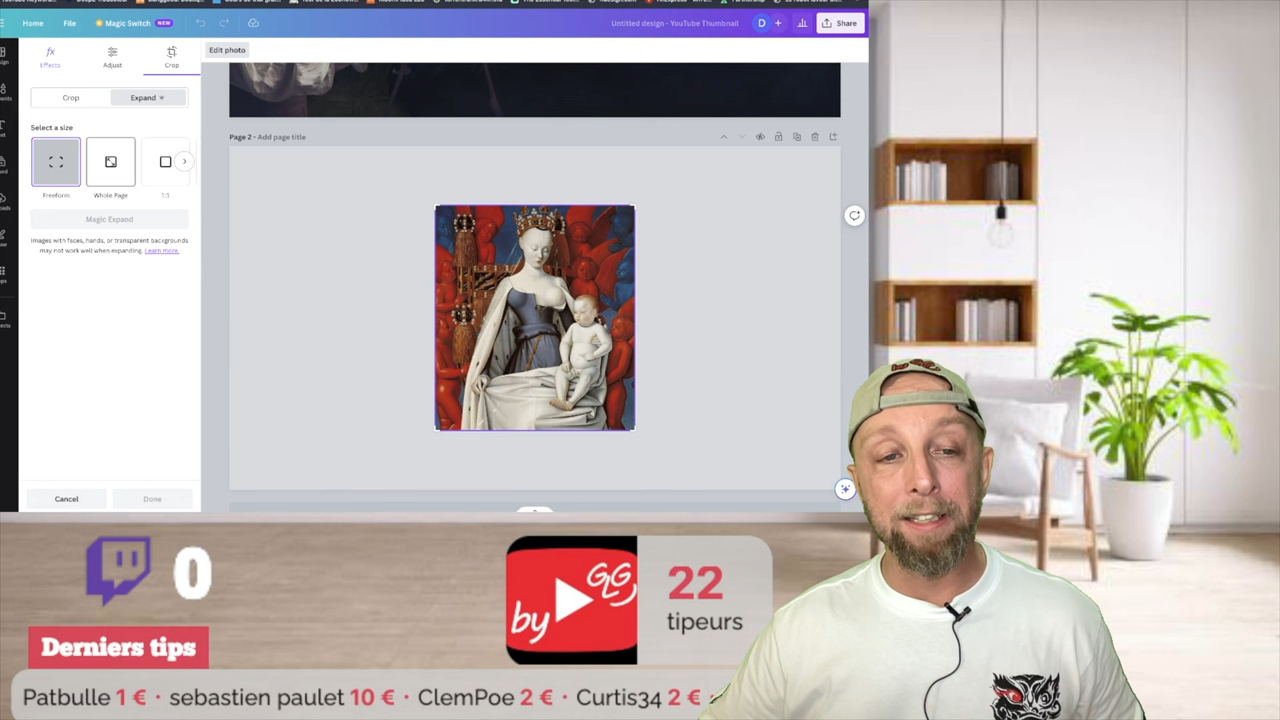 Home File Magic Switch NEW
Untitled design - YouTube Thumbnail D + Share
Effects Adjust Crop
Edit photo
Crop Expand
Select a size
Freeform Whole Page 1:1
Magic Expand
Images with faces, hands, or transparent backgrounds
may not work well when expanding. Learn more.
Cancel Done
Page 2 - Add page title
0
Derniers tips
by GLG
22
tipeurs
Patbulle 1 € · sebastien paulet 10 € · ClemPoe 2 € · Curtis34 2 €